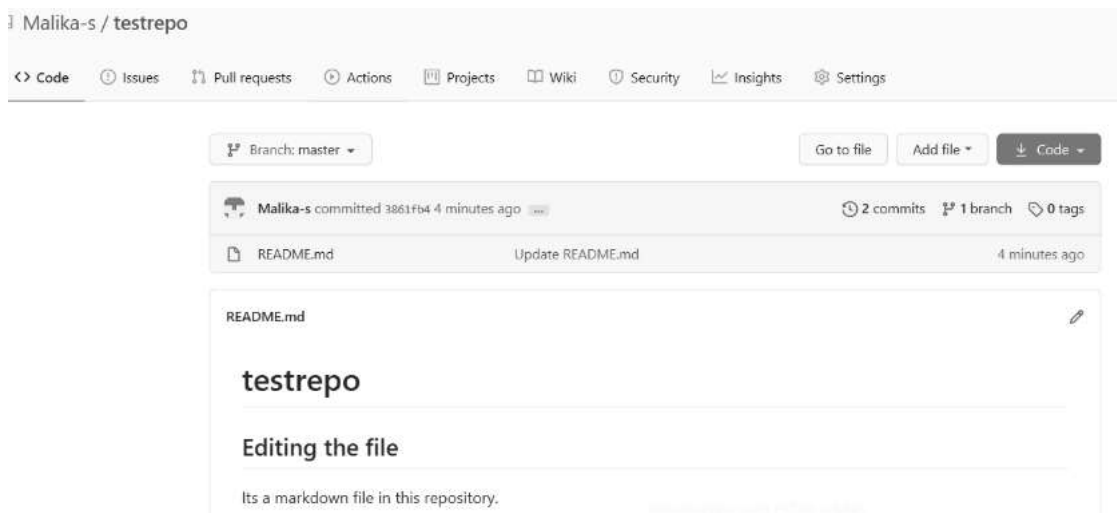 Malika-s / testrepo
Code Issues Pull requests Actions Projects Wiki Security Insights Settings
Branch: master Go to file Add file Code
Malika-s committed 3861fb4 4 minutes ago ... 2 commits 1 branch 0 tags
README.md Update README.md 4 minutes ago
README.md
testrepo
Editing the file
Its a markdown file in this repository.